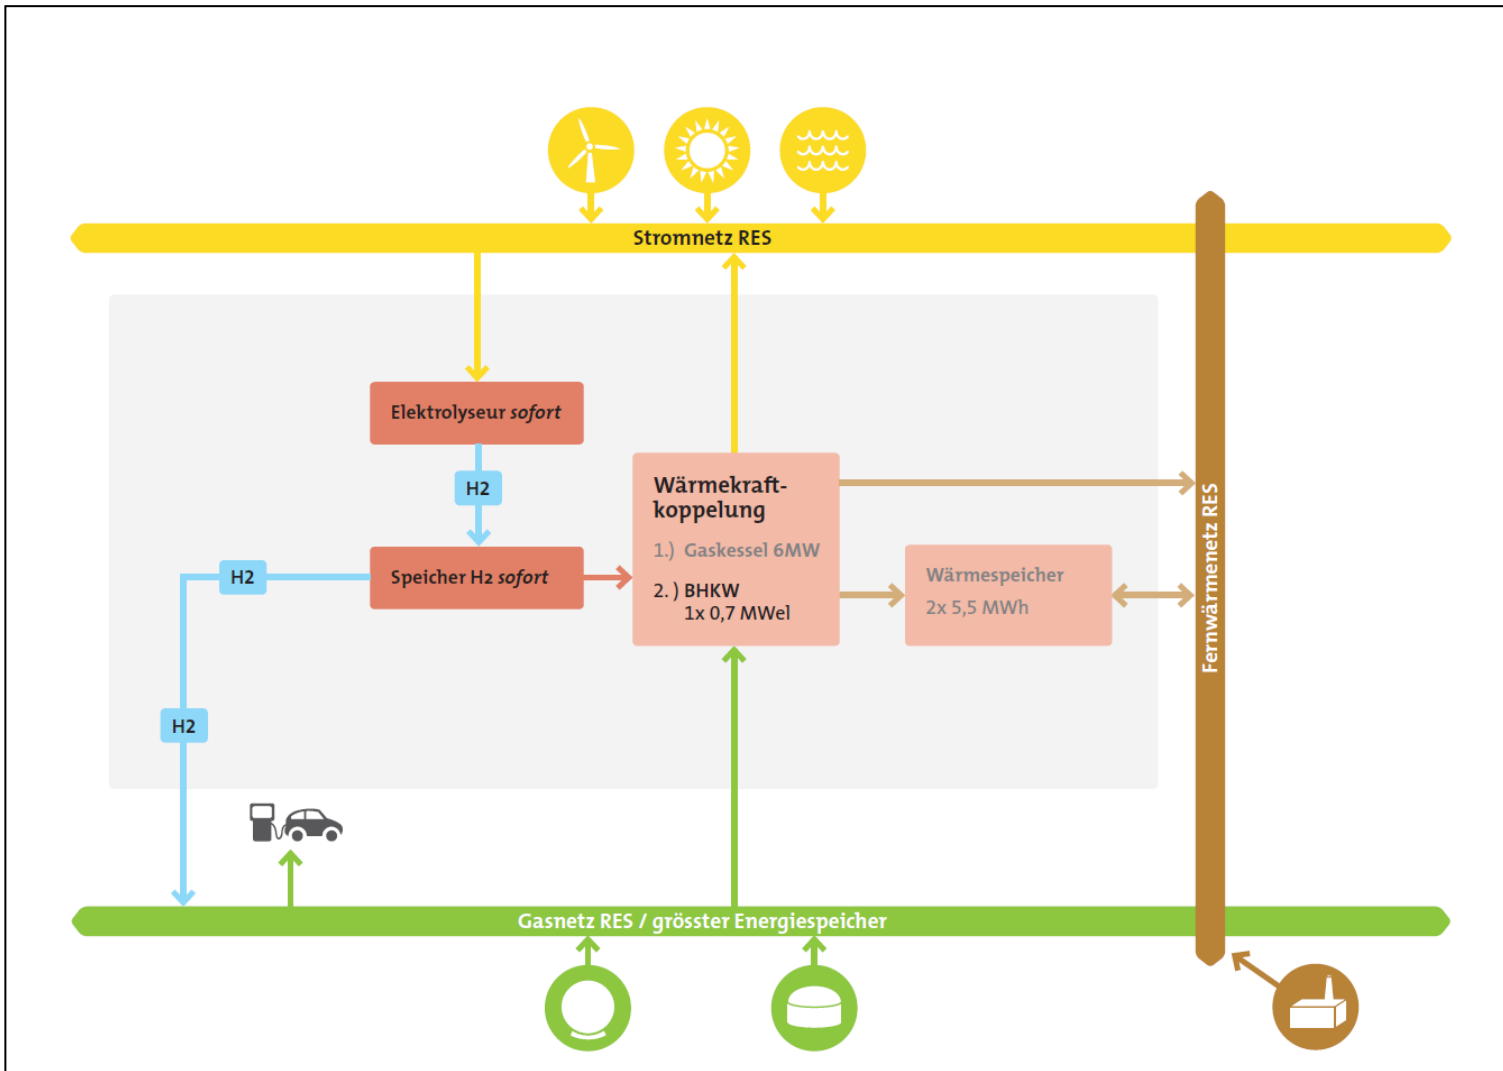 Stromnetz RES
Elektrolyseur sofort
H2
Wärmekraft-
koppelung
1.) Gaskessel 6MW
2. ) BHKW
1x 0,7 MWel
Speicher H2 sofort
H2
Wärmespeicher
2x 5,5 MWh
Fernwärmenetz RES
H2
Gasnetz RES / grösster Energiespeicher